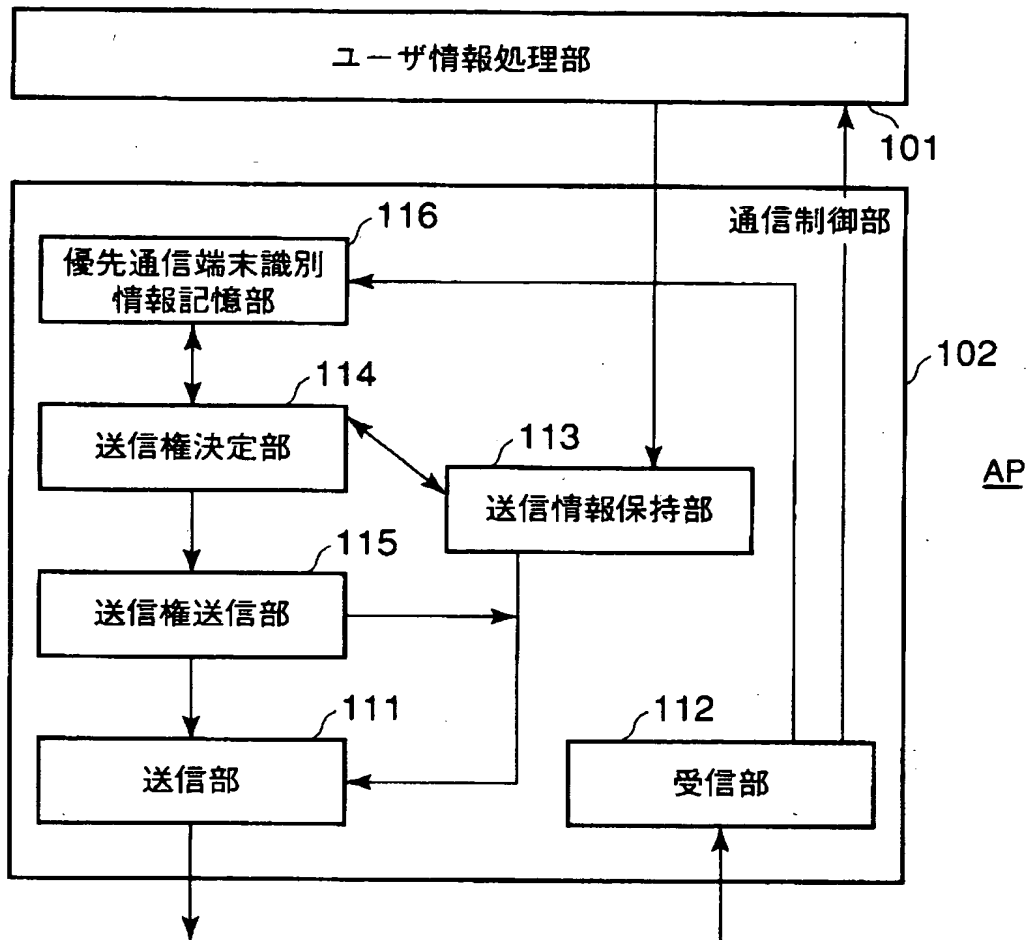 ユーザ情報処理部
101
通信制御部
116
優先通信端末識別
情報記憶部
102
114
送信権決定部
113
送信情報保持部
AP
115
送信権送信部
111
送信部
112
受信部